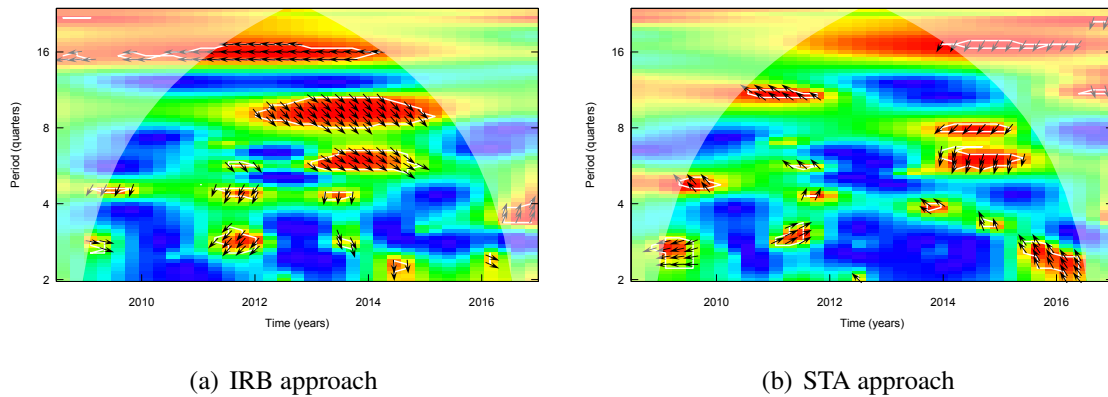 16
8
4
2
Period (quarters)
2010
2012
2014
2016
Time (years)
16
8
4
2
Period (quarters)
2010
2012
2014
2016
Time (years)
(a) IRB approach
(b) STA approach